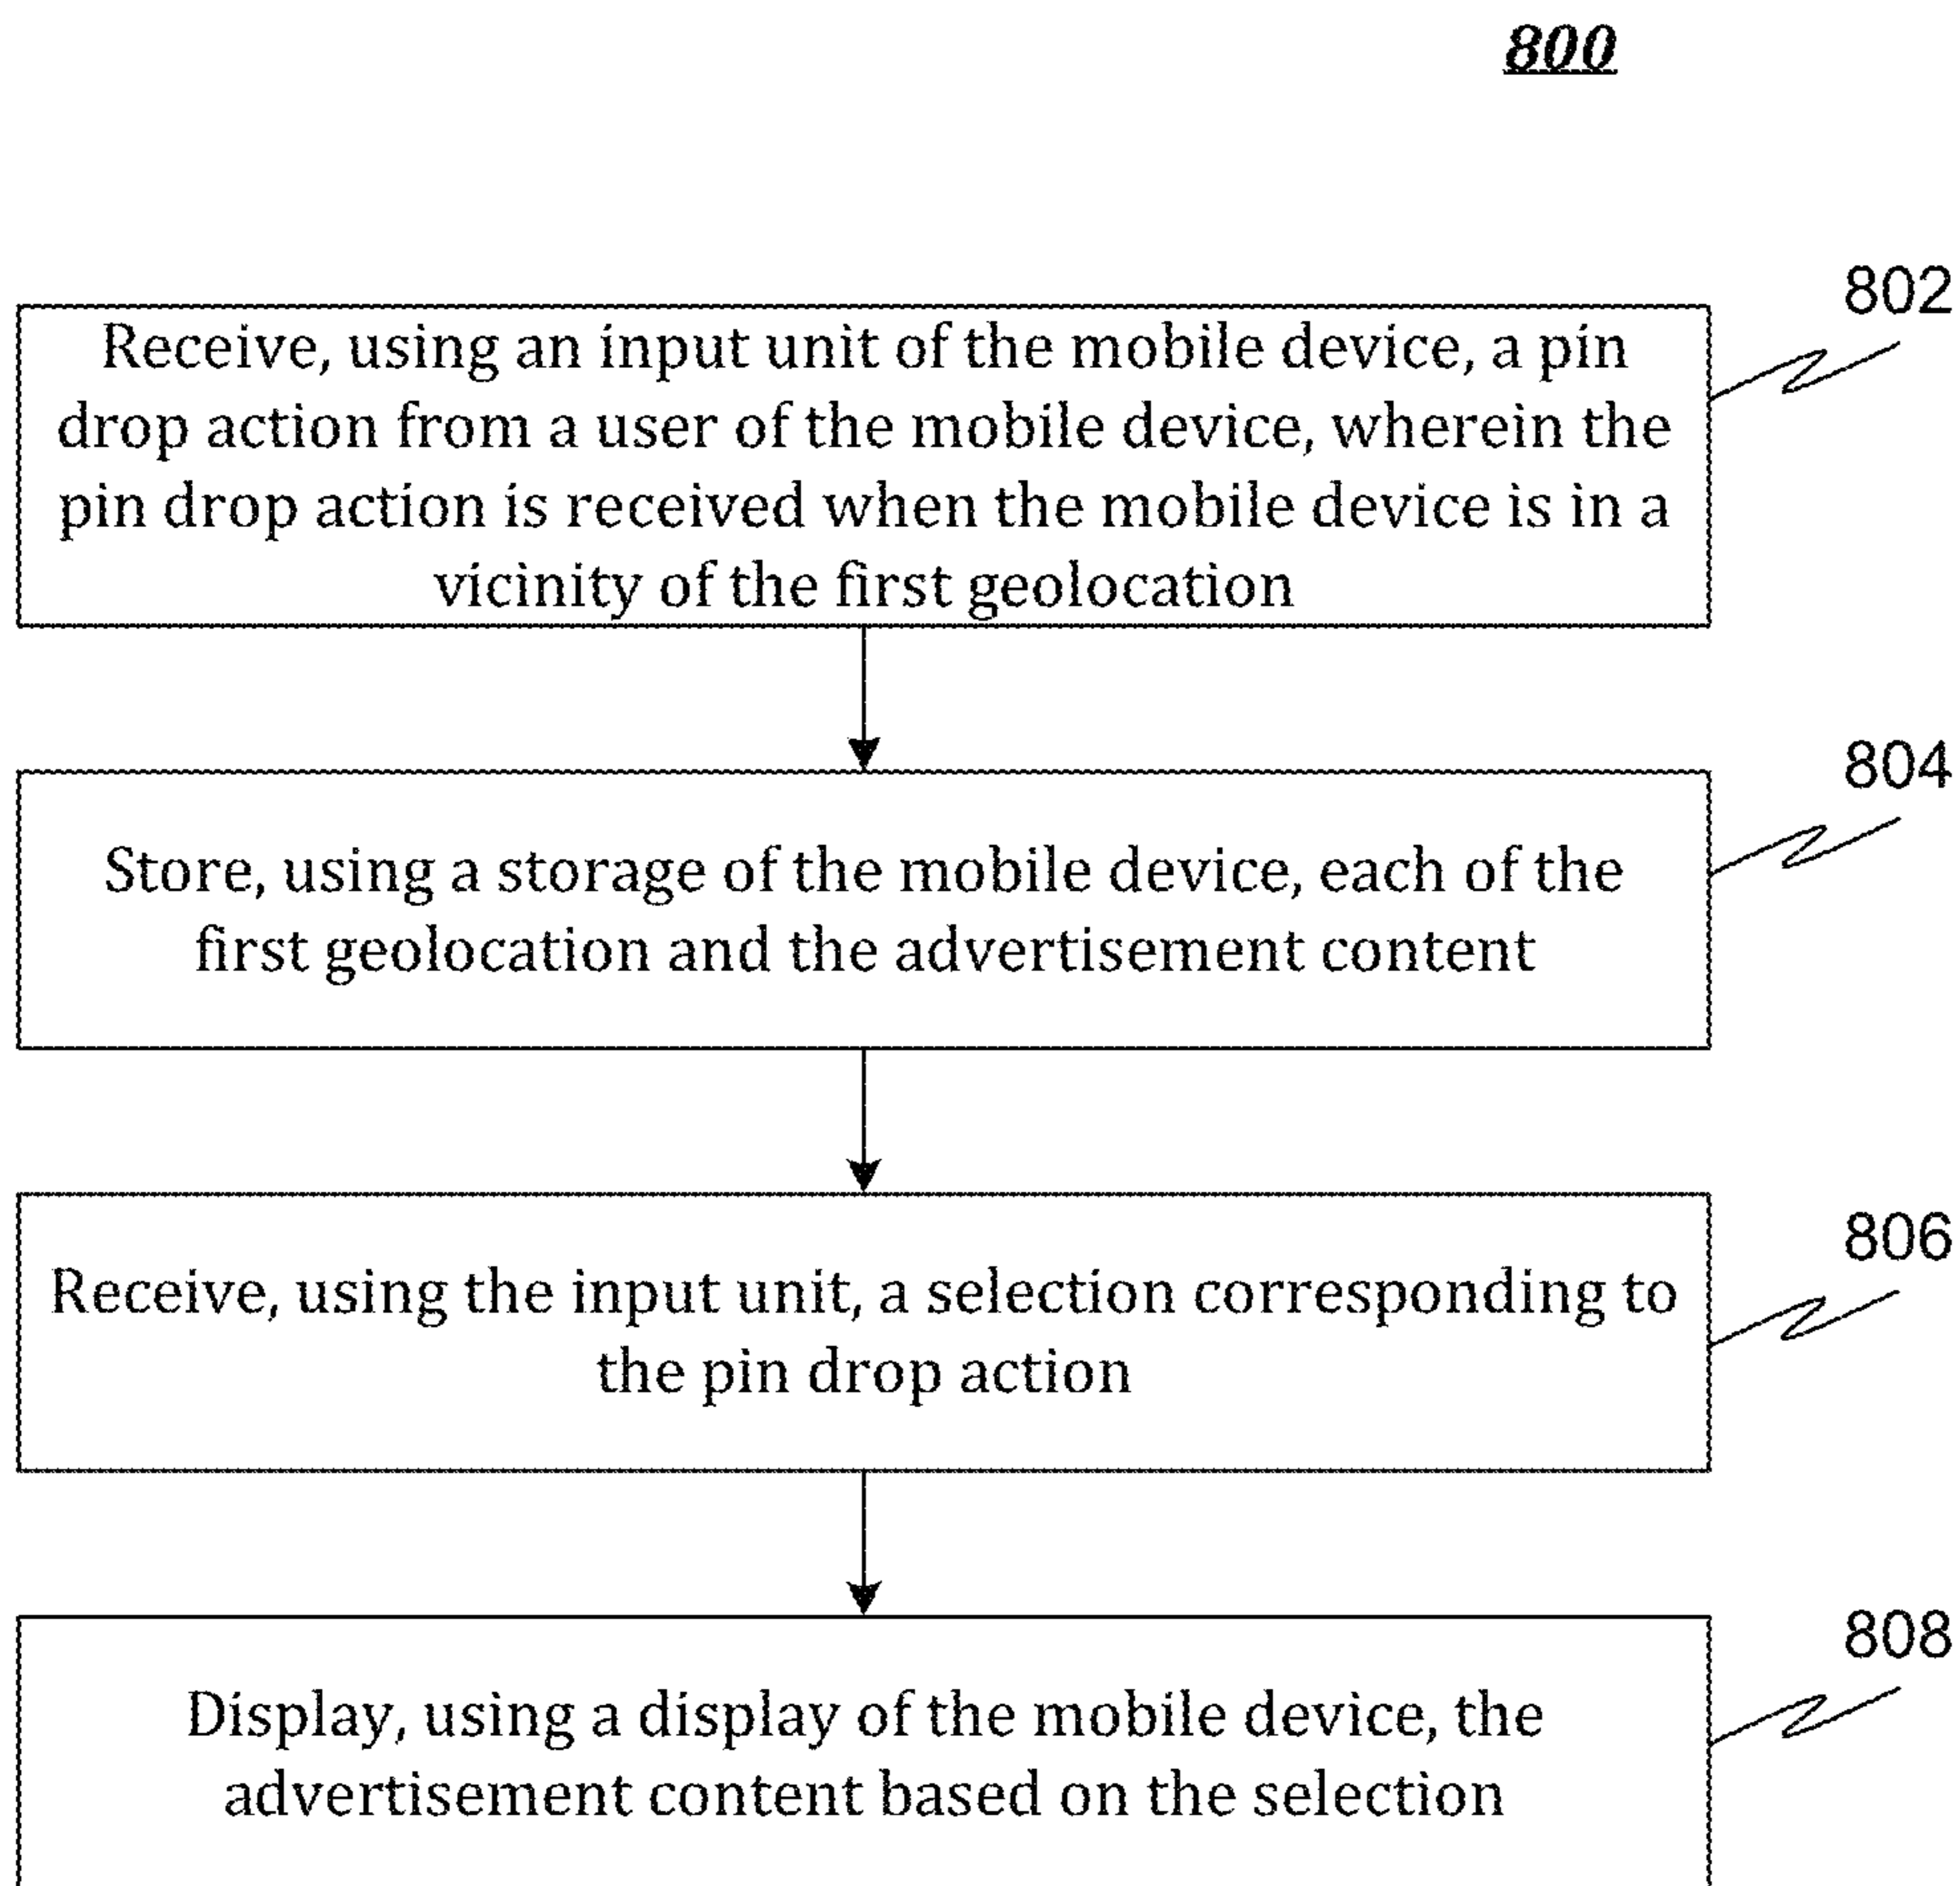 800
802
Receive, using an input unit of the mobile device, a pin
drop action from a user of the mobile device, wherein the
pin drop action is received when the mobile device is in a
vicinity of the first geolocation
804
Store, using a storage of the mobile device, each of the
first geolocation and the advertisement content
806
Receive, using the input unit, a selection corresponding to
the pin drop action
808
Display, using a display of the mobile device, the
advertisement content based on the selection